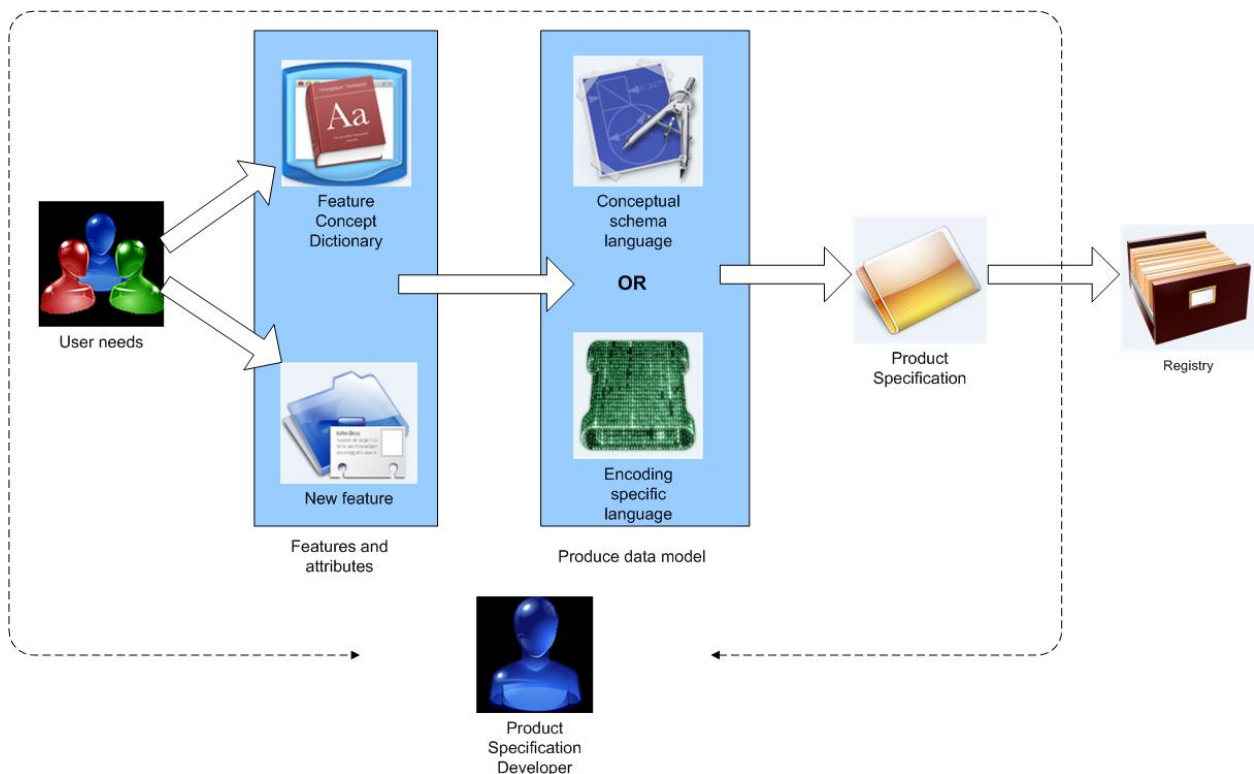 Aa
Feature
Concept
Dictionary
Conceptual
schema
language
User needs
OR
Product
Specification
Registry
New feature
Encoding
specific
language
Features and
attributes
Produce data model
Product
Specification
Developer